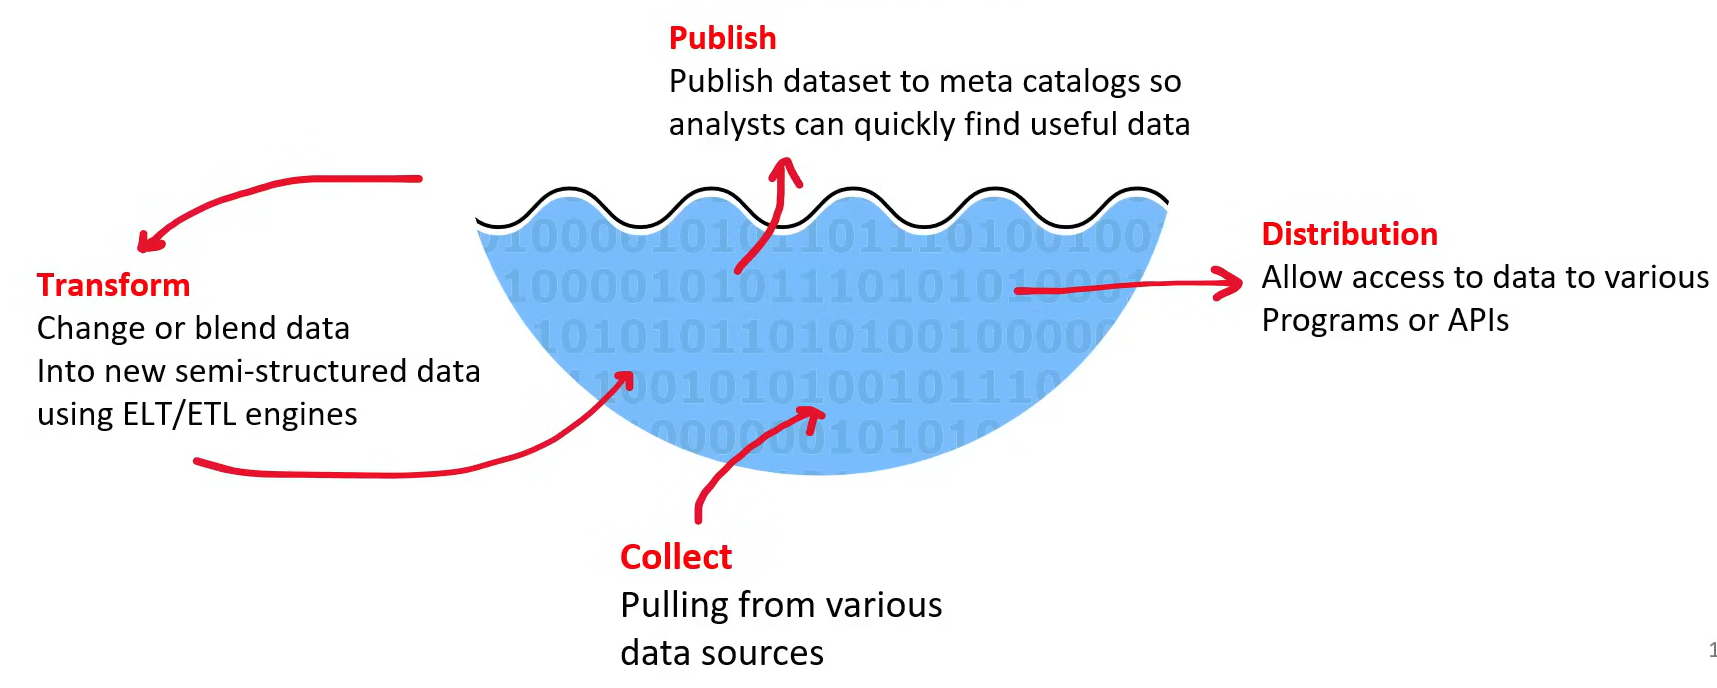 Publish
Publish dataset to meta catalogs so
analysts can quickly find useful data
Transform
Change or blend data
Into new semi-structured data
using ELT/ETL engines
Distribution
Allow access to data to various
Programs or APIs
Collect
Pulling from various
data sources
1